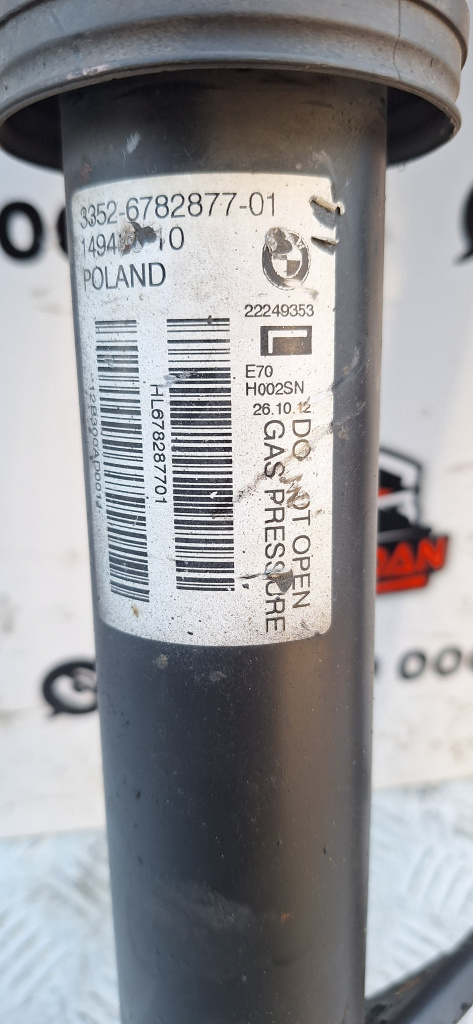 3352-6782877-01
POLAND
22249353
L
E70
H002SN
26.10.12
DO NOT OPEN
GAS PRESSURE
HL678287701